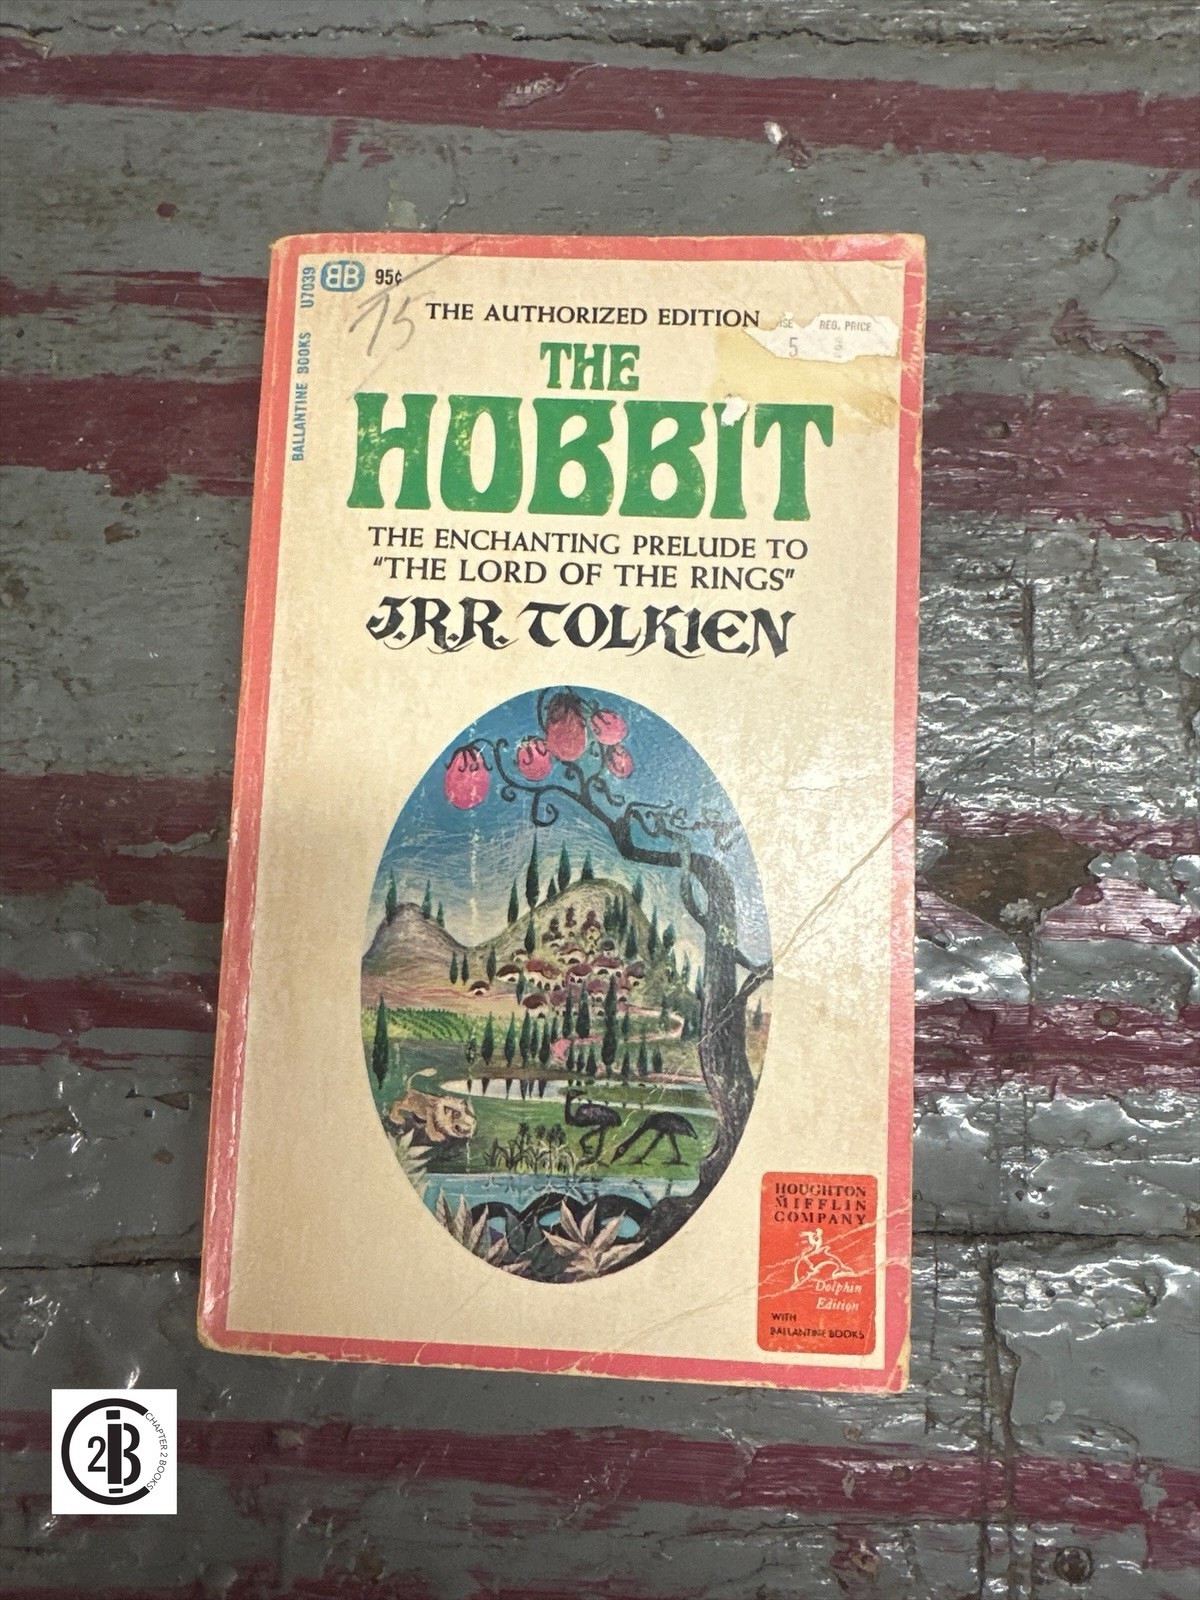 BALLANTINE BOOKS U7039
BB 95¢
75
THE AUTHORIZED EDITION
REG. PRICE
5
THE
HOBBIT
THE ENCHANTING PRELUDE TO
"THE LORD OF THE RINGS"
J.R.R. TOLKIEN
HOUGHTON
MIFFLIN
COMPANY
Dolphin
Edition
WITH
BALLANTINE BOOKS
2B
CHAPTER 2 BOOKS